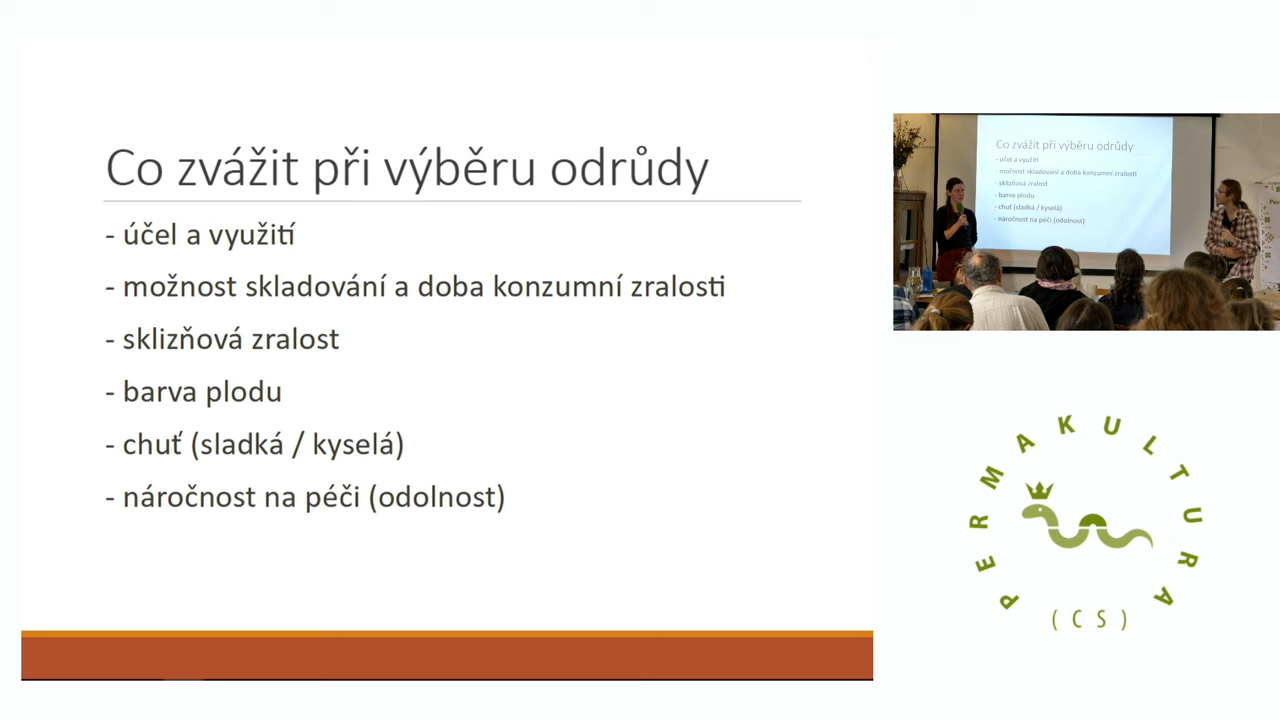 Co zvážit při výběru odrůdy
- účel a využití
- možnost skladování a doba konzumní zralosti
- sklizňová zralost
- barva plodu
- chuť (sladká / kyselá)
- náročnost na péči (odolnost)
Co zvážit při výběru odrůdy
- účel a využití
- možnost skladování a doba konzumní zralosti
- sklizňová zralost
- barva plodu
- chuť (sladká / kyselá)
- náročnost na péči (odolnost)
PERMAKULTURA
(CS)